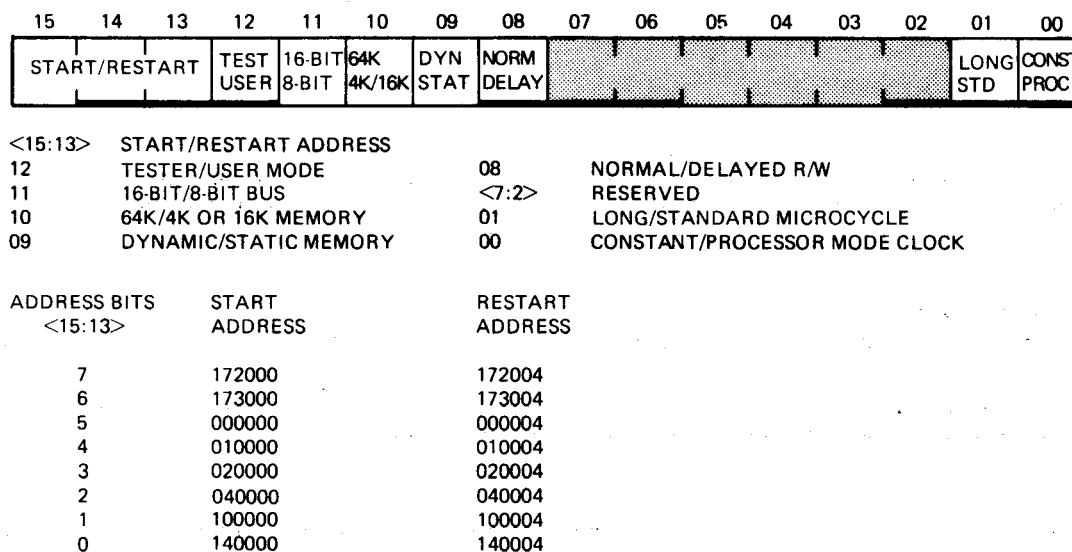 15 14 13 12 11 10 09 08 07 06 05 04 03 02 01 00
START/RESTART TEST 16-BIT 64K DYN NORM LONG CONST
USER 8-BIT 4K/16K STAT DELAY STD PROC
<15:13> START/RESTART ADDRESS
12 TESTER/USER MODE 08 NORMAL/DELAYED R/W
11 16-BIT/8-BIT BUS <7:2> RESERVED
10 64K/4K OR 16K MEMORY 01 LONG/STANDARD MICROCYCLE
09 DYNAMIC/STATIC MEMORY 00 CONSTANT/PROCESSOR MODE CLOCK
ADDRESS BITS START RESTART
<15:13> ADDRESS ADDRESS
7 172000 172004
6 173000 173004
5 000000 000004
4 010000 010004
3 020000 020004
2 040000 040004
1 100000 100004
0 140000 140004